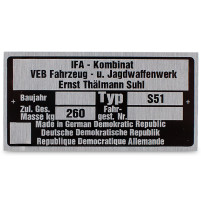 IFA - Kombinat
VEB Fahrzeug - u. Jagdwaffenwerk
Ernst Thälmann Suhl
Baujahr Typ S51
Zul. Ges. Masse kg 260 Fahr- gest. Nr.
Made in German Democratic Republic
Deutsche Demokratische Republik
Republique Democratique Allemande